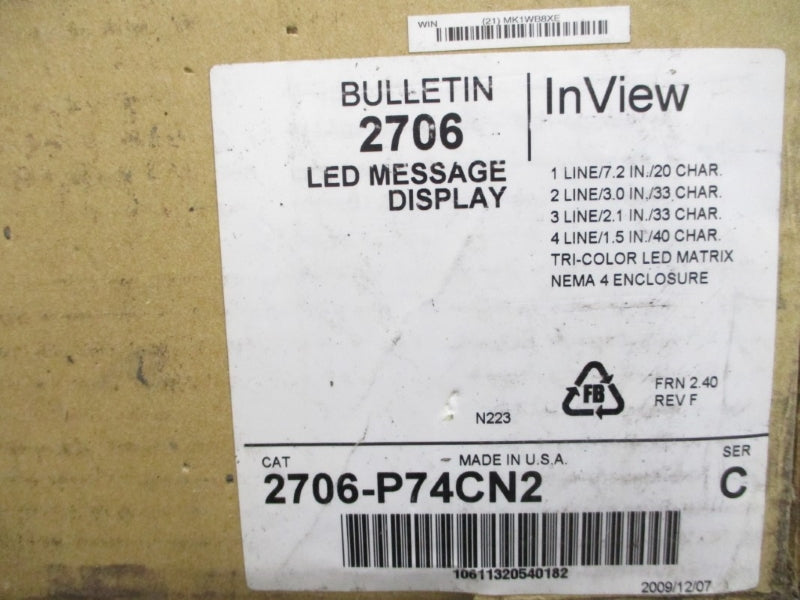 WIN (21) MK1WB8XE
BULLETIN
2706
LED MESSAGE
DISPLAY
InView
1 LINE/7.2 IN./20 CHAR.
2 LINE/3.0 IN./33 CHAR.
3 LINE/2.1 IN./33 CHAR.
4 LINE/1.5 IN./40 CHAR.
TRI-COLOR LED MATRIX
NEMA 4 ENCLOSURE
N223
FB
FRN 2.40
REV F
CAT
MADE IN U.S.A.
SER
2706-P74CN2
C
10611320540182
2009/12/07